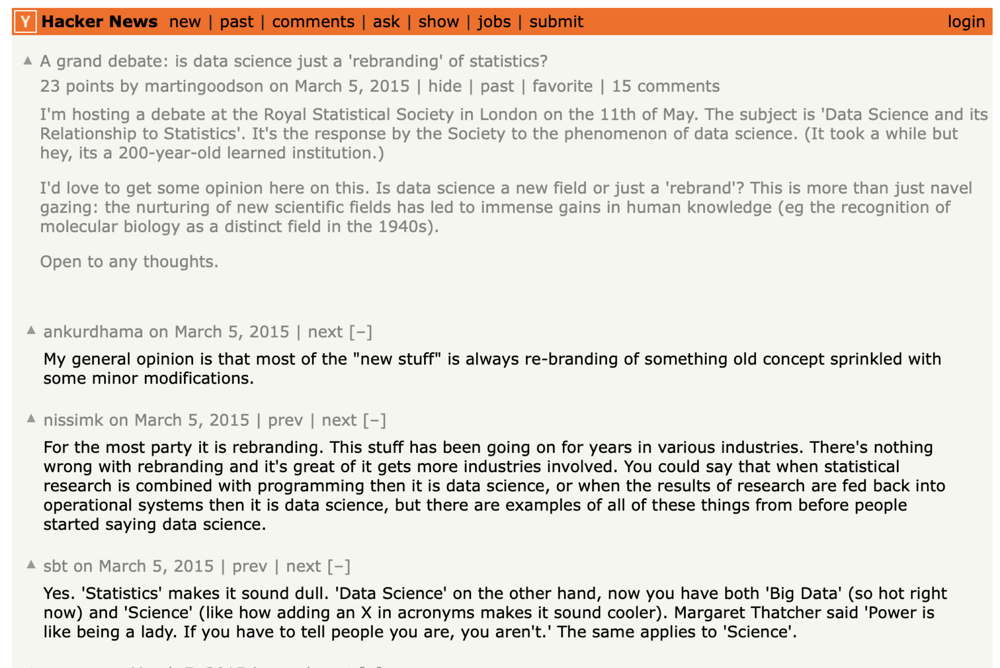 Y Hacker News new | past | comments | ask | show | jobs | submit login
▲ A grand debate: is data science just a 'rebranding' of statistics?
23 points by martingoodson on March 5, 2015 | hide | past | favorite | 15 comments
I'm hosting a debate at the Royal Statistical Society in London on the 11th of May. The subject is 'Data Science and its
Relationship to Statistics'. It's the response by the Society to the phenomenon of data science. (It took a while but
hey, its a 200-year-old learned institution.)
I'd love to get some opinion here on this. Is data science a new field or just a 'rebrand'? This is more than just navel
gazing: the nurturing of new scientific fields has led to immense gains in human knowledge (eg the recognition of
molecular biology as a distinct field in the 1940s).
Open to any thoughts.
▲ ankurdhama on March 5, 2015 | next [–]
My general opinion is that most of the "new stuff" is always re-branding of something old concept sprinkled with
some minor modifications.
▲ nissimk on March 5, 2015 | prev | next [–]
For the most party it is rebranding. This stuff has been going on for years in various industries. There's nothing
wrong with rebranding and it's great of it gets more industries involved. You could say that when statistical
research is combined with programming then it is data science, or when the results of research are fed back into
operational systems then it is data science, but there are examples of all of these things from before people
started saying data science.
▲ sbt on March 5, 2015 | prev | next [–]
Yes. 'Statistics' makes it sound dull. 'Data Science' on the other hand, now you have both 'Big Data' (so hot right
now) and 'Science' (like how adding an X in acronyms makes it sound cooler). Margaret Thatcher said 'Power is
like being a lady. If you have to tell people you are, you aren't.' The same applies to 'Science'.